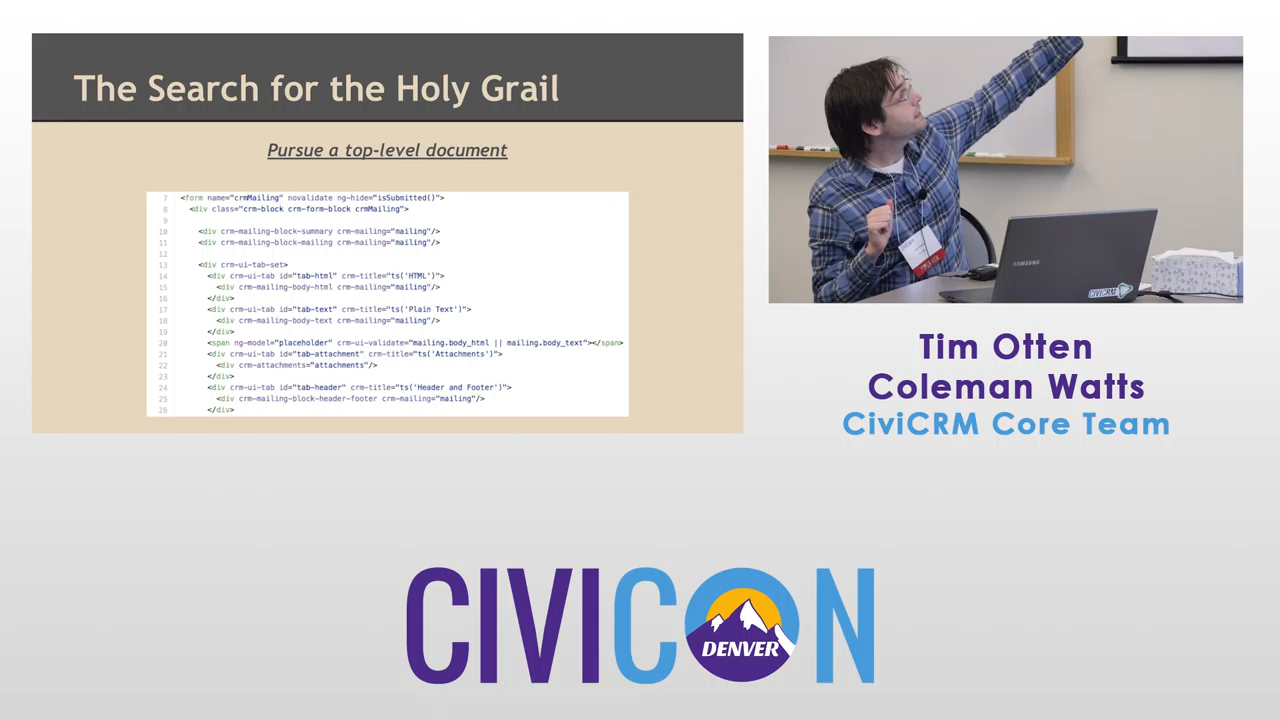 The Search for the Holy Grail
Pursue a top-level document
7 <form name="crmMailing" novalidate ng-hide="isSubmitted()">
8 <div class="crm-block crm-form-block crmMailing">
9
10 <div crm-mailing-block-summary crm-mailing="mailing"/>
11 <div crm-mailing-block-mailing crm-mailing="mailing"/>
12
13 <div crm-ui-tab-set>
14 <div crm-ui-tab id="tab-html" crm-title="ts('HTML')">
15 <div crm-mailing-body-html crm-mailing="mailing"/>
16 </div>
17 <div crm-ui-tab id="tab-text" crm-title="ts('Plain Text')">
18 <div crm-mailing-body-text crm-mailing="mailing"/>
19 </div>
20 <span ng-model="placeholder" crm-ui-validate="mailing.body_html || mailing.body_text"></span>
21 <div crm-ui-tab id="tab-attachment" crm-title="ts('Attachments')">
22 <div crm-attachments="attachments"/>
23 </div>
24 <div crm-ui-tab id="tab-header" crm-title="ts('Header and Footer')">
25 <div crm-mailing-block-header-footer crm-mailing="mailing"/>
26 </div>
SAMSUNG
CIVICRM
Tim Otten
Coleman Watts
CiviCRM Core Team
CIVICON
DENVER